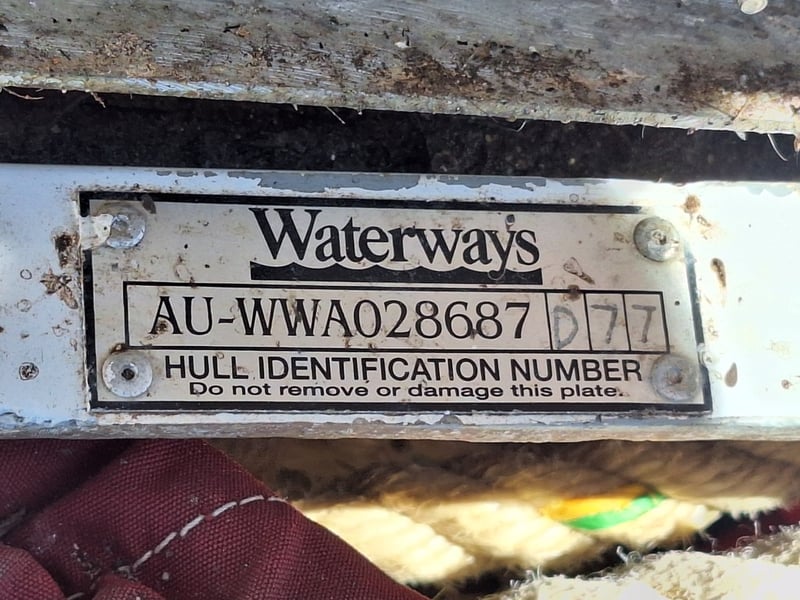 Waterways
AU-WWA028687 D77
HULL IDENTIFICATION NUMBER
Do not remove or damage this plate.